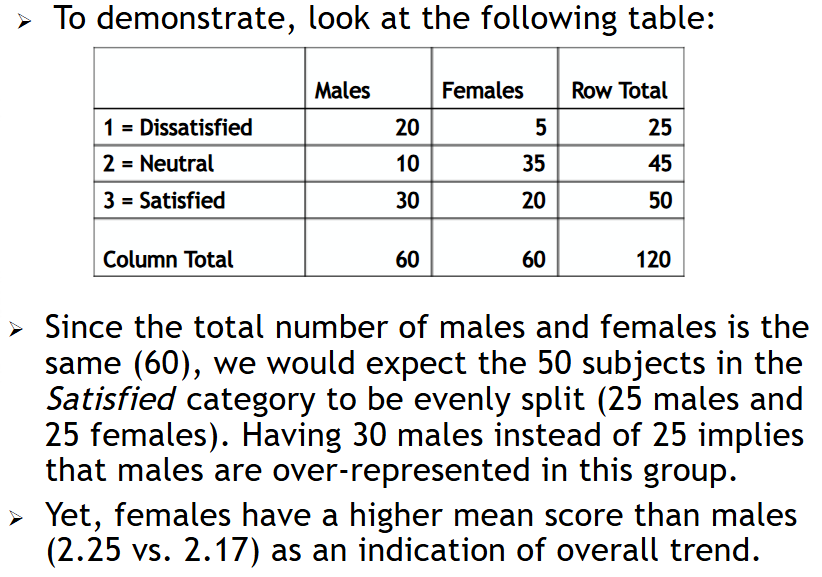 ➢ To demonstrate, look at the following table:
Males Females Row Total
1 = Dissatisfied 20 5 25
2 = Neutral 10 35 45
3 = Satisfied 30 20 50
Column Total 60 60 120
➢ Since the total number of males and females is the
same (60), we would expect the 50 subjects in the
Satisfied category to be evenly split (25 males and
25 females). Having 30 males instead of 25 implies
that males are over-represented in this group.
➢ Yet, females have a higher mean score than males
(2.25 vs. 2.17) as an indication of overall trend.